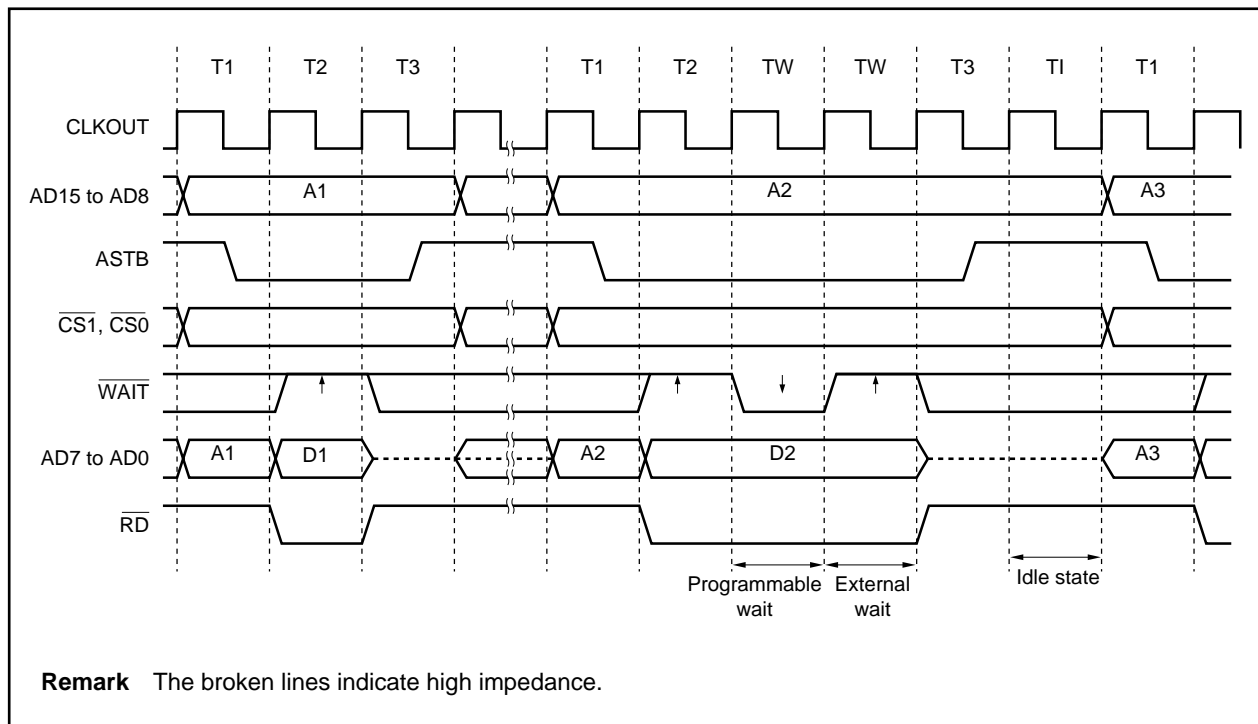 T1 T2 T3 T1 T2 TW TW T3 TI T1
CLKOUT
AD15 to AD8 A1 A2 A3
ASTB
CS1, CS0
WAIT
AD7 to AD0 A1 D1 A2 D2 A3
RD
Programmable wait
External wait
Idle state
Remark The broken lines indicate high impedance.